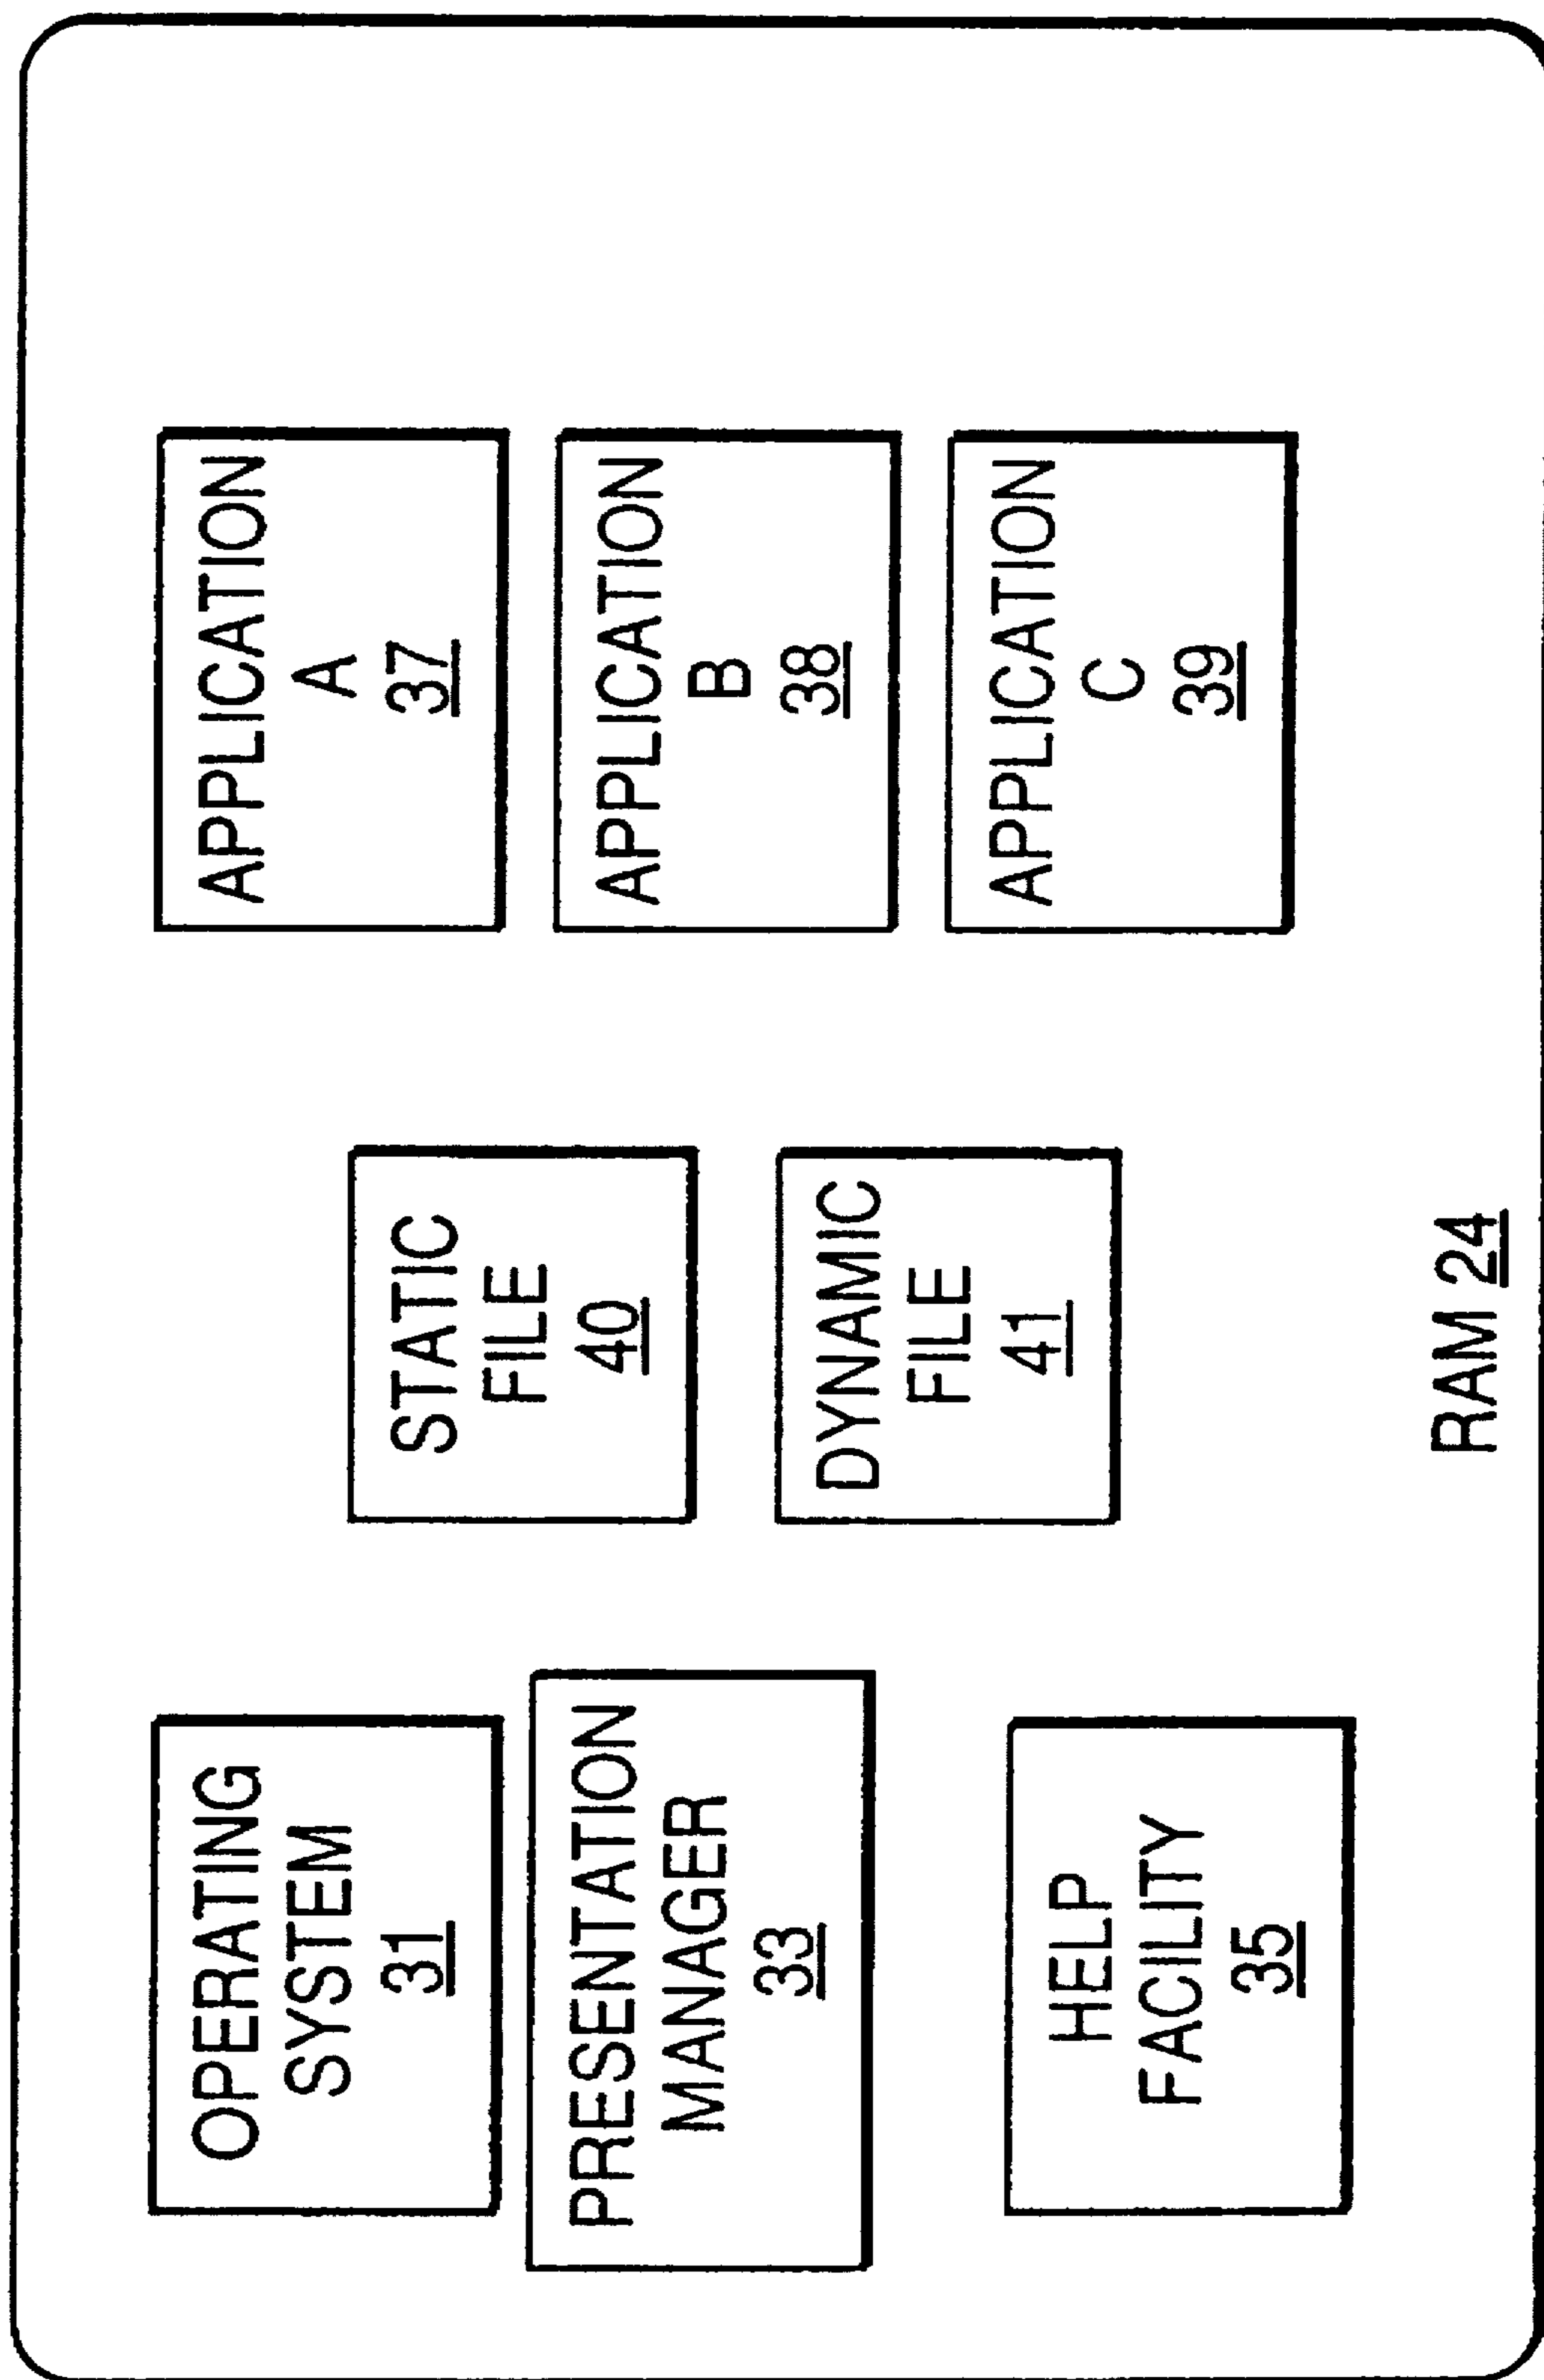 OPERATING
SYSTEM
31
PRESENTATION
MANAGER
33
HELP
FACILITY
35
STATIC
FILE
40
DYNAMIC
FILE
41
APPLICATION
A
37
APPLICATION
B
38
APPLICATION
C
39
RAM 24